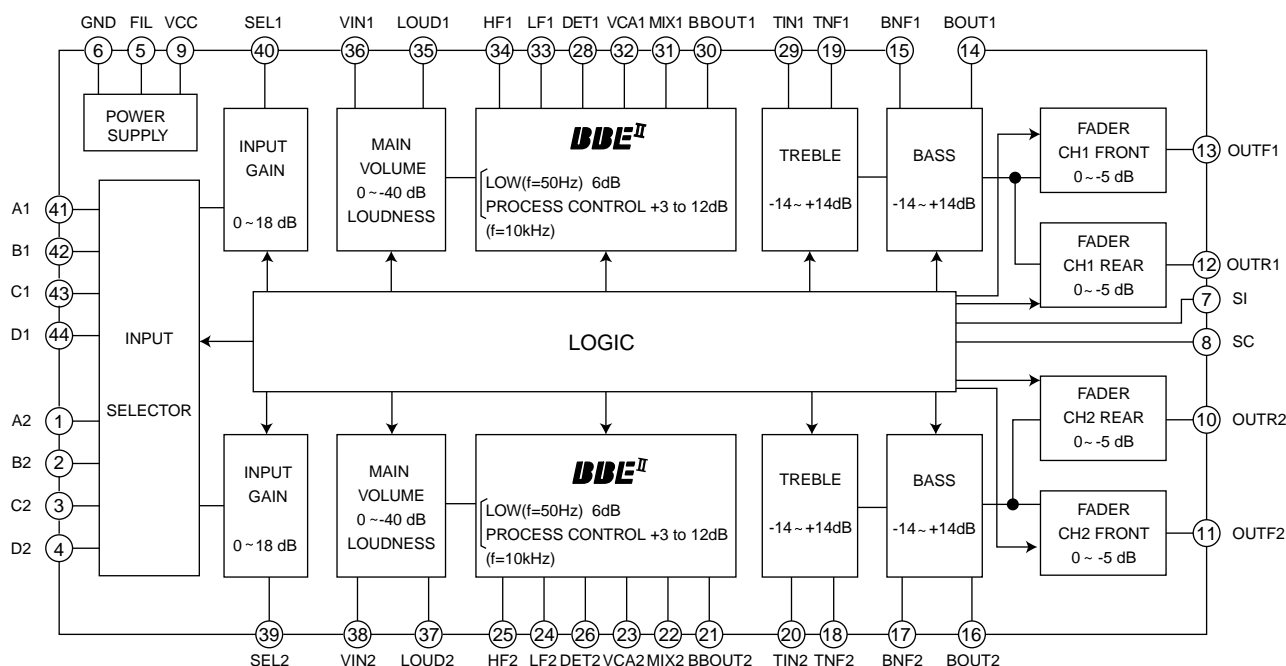 GND FIL VCC SEL1 VIN1 LOUD1 HF1 LF1 DET1 VCA1 MIX1 BBOUT1 TIN1 TNF1 BNF1 BOUT1
6 5 9 40 36 35 34 33 28 32 31 30 29 19 15 14
POWER
SUPPLY
INPUT
GAIN
0 ~ 18 dB
MAIN
VOLUME
0 ~ -40 dB
LOUDNESS
BBE II
LOW(f=50Hz) 6dB
PROCESS CONTROL +3 to 12dB
(f=10kHz)
TREBLE
-14 ~ +14dB
BASS
-14 ~ +14dB
FADER
CH1 FRONT
0 ~ -5 dB
13 OUTF1
FADER
CH1 REAR
0 ~ -5 dB
12 OUTR1
7 SI
8 SC
A1 41
B1 42
C1 43
D1 44
INPUT
SELECTOR
LOGIC
A2 1
B2 2
C2 3
D2 4
INPUT
GAIN
0 ~ 18 dB
MAIN
VOLUME
0 ~ -40 dB
LOUDNESS
BBE II
LOW(f=50Hz) 6dB
PROCESS CONTROL +3 to 12dB
(f=10kHz)
TREBLE
-14 ~ +14dB
BASS
-14 ~ +14dB
FADER
CH2 REAR
0 ~ -5 dB
10 OUTR2
FADER
CH2 FRONT
0 ~ -5 dB
11 OUTF2
39 38 37 25 24 26 23 22 21 20 18 17 16
SEL2 VIN2 LOUD2 HF2 LF2 DET2 VCA2 MIX2 BBOUT2 TIN2 TNF2 BNF2 BOUT2